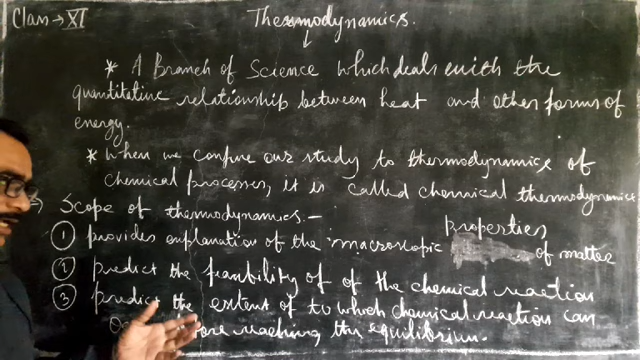 Class → XI
Thermodynamics.
* A Branch of Science which deals with the
quantitative relationship between heat and other forms of
energy.
* When we confine our study to thermodynamics of
chemical processes, it is called chemical thermodynamics
Scope of thermodynamics.-
① provides explanation of the macroscopic properties of matter
② predict the feasibility of of the chemical reaction
③ predict the extent of to which chemical reaction can
before reaching the equilibrium.